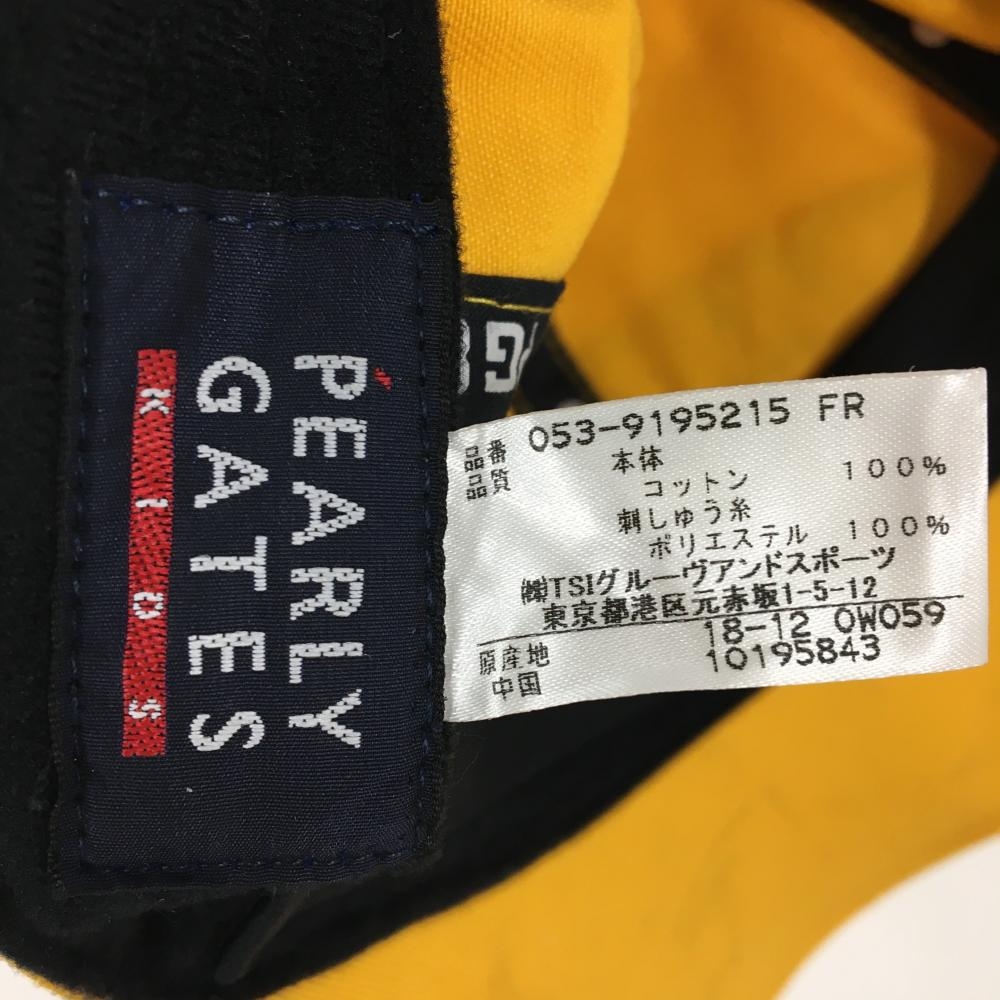 PEARLY
GATES
KIDS
PG
品番 053-9195215 FR
品質 本体
コットン 100%
刺しゅう糸
ポリエステル 100%
㈱TSIグルーヴアンドスポーツ
東京都港区元赤坂1-5-12
18-12 0W059
原産地 10195843
中国